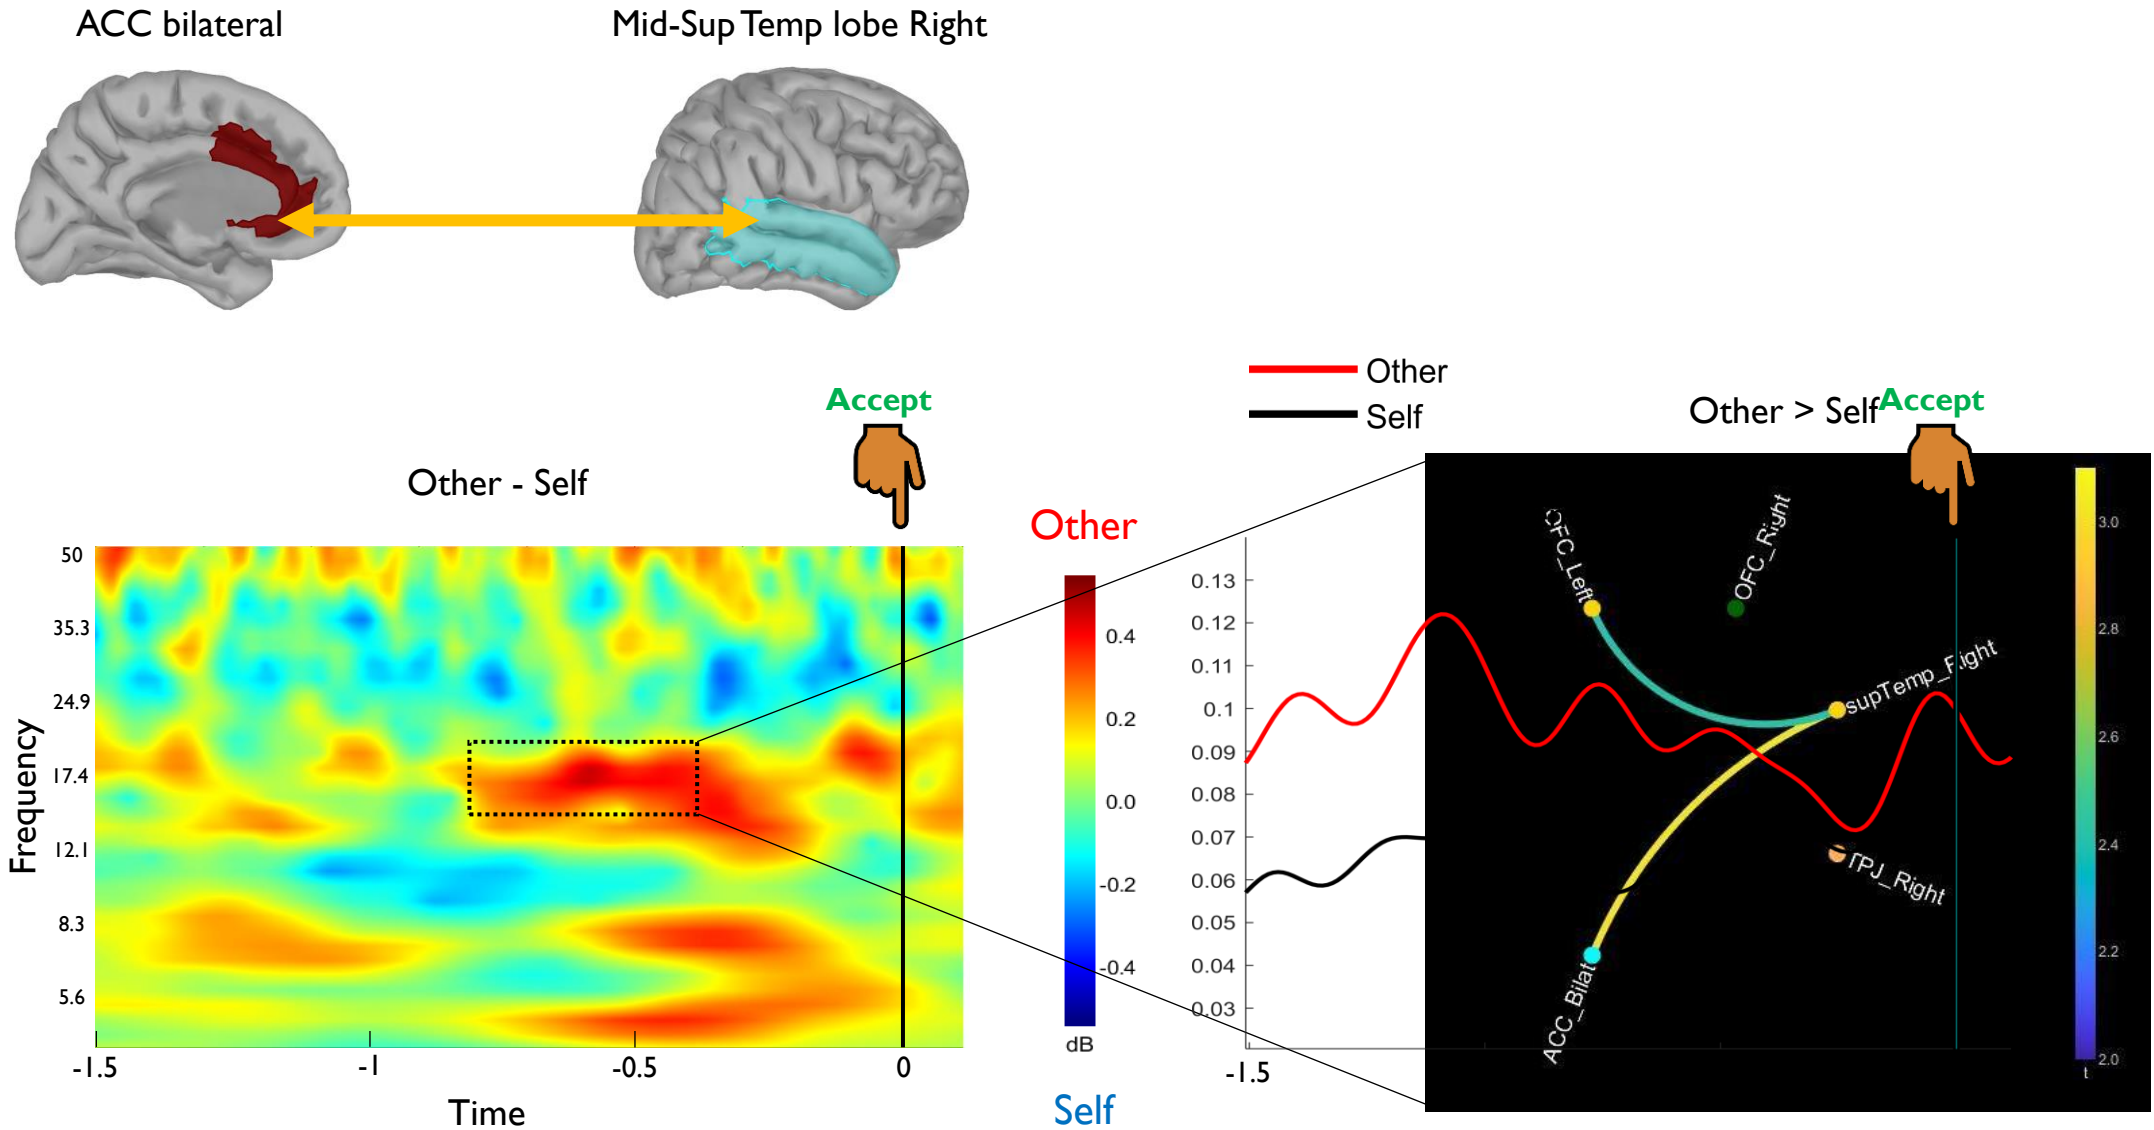 ACC bilateral
Mid-Sup Temp lobe Right
Other
Self
Accept
Other > Self
Accept
Other - Self
Other
50
35.3
24.9
17.4
12.1
8.3
5.6
Frequency
-1.5
-1
-0.5
0
Time
0.4
0.2
0.0
-0.2
-0.4
dB
Self
0.13
0.12
0.11
0.1
0.09
0.08
0.07
0.06
0.05
0.04
0.03
-1.5
OFC_Left
OFC_Right
supTemp_Right
TPJ_Right
ACC_Bilat
3.0
2.8
2.6
2.4
2.2
2.0
t